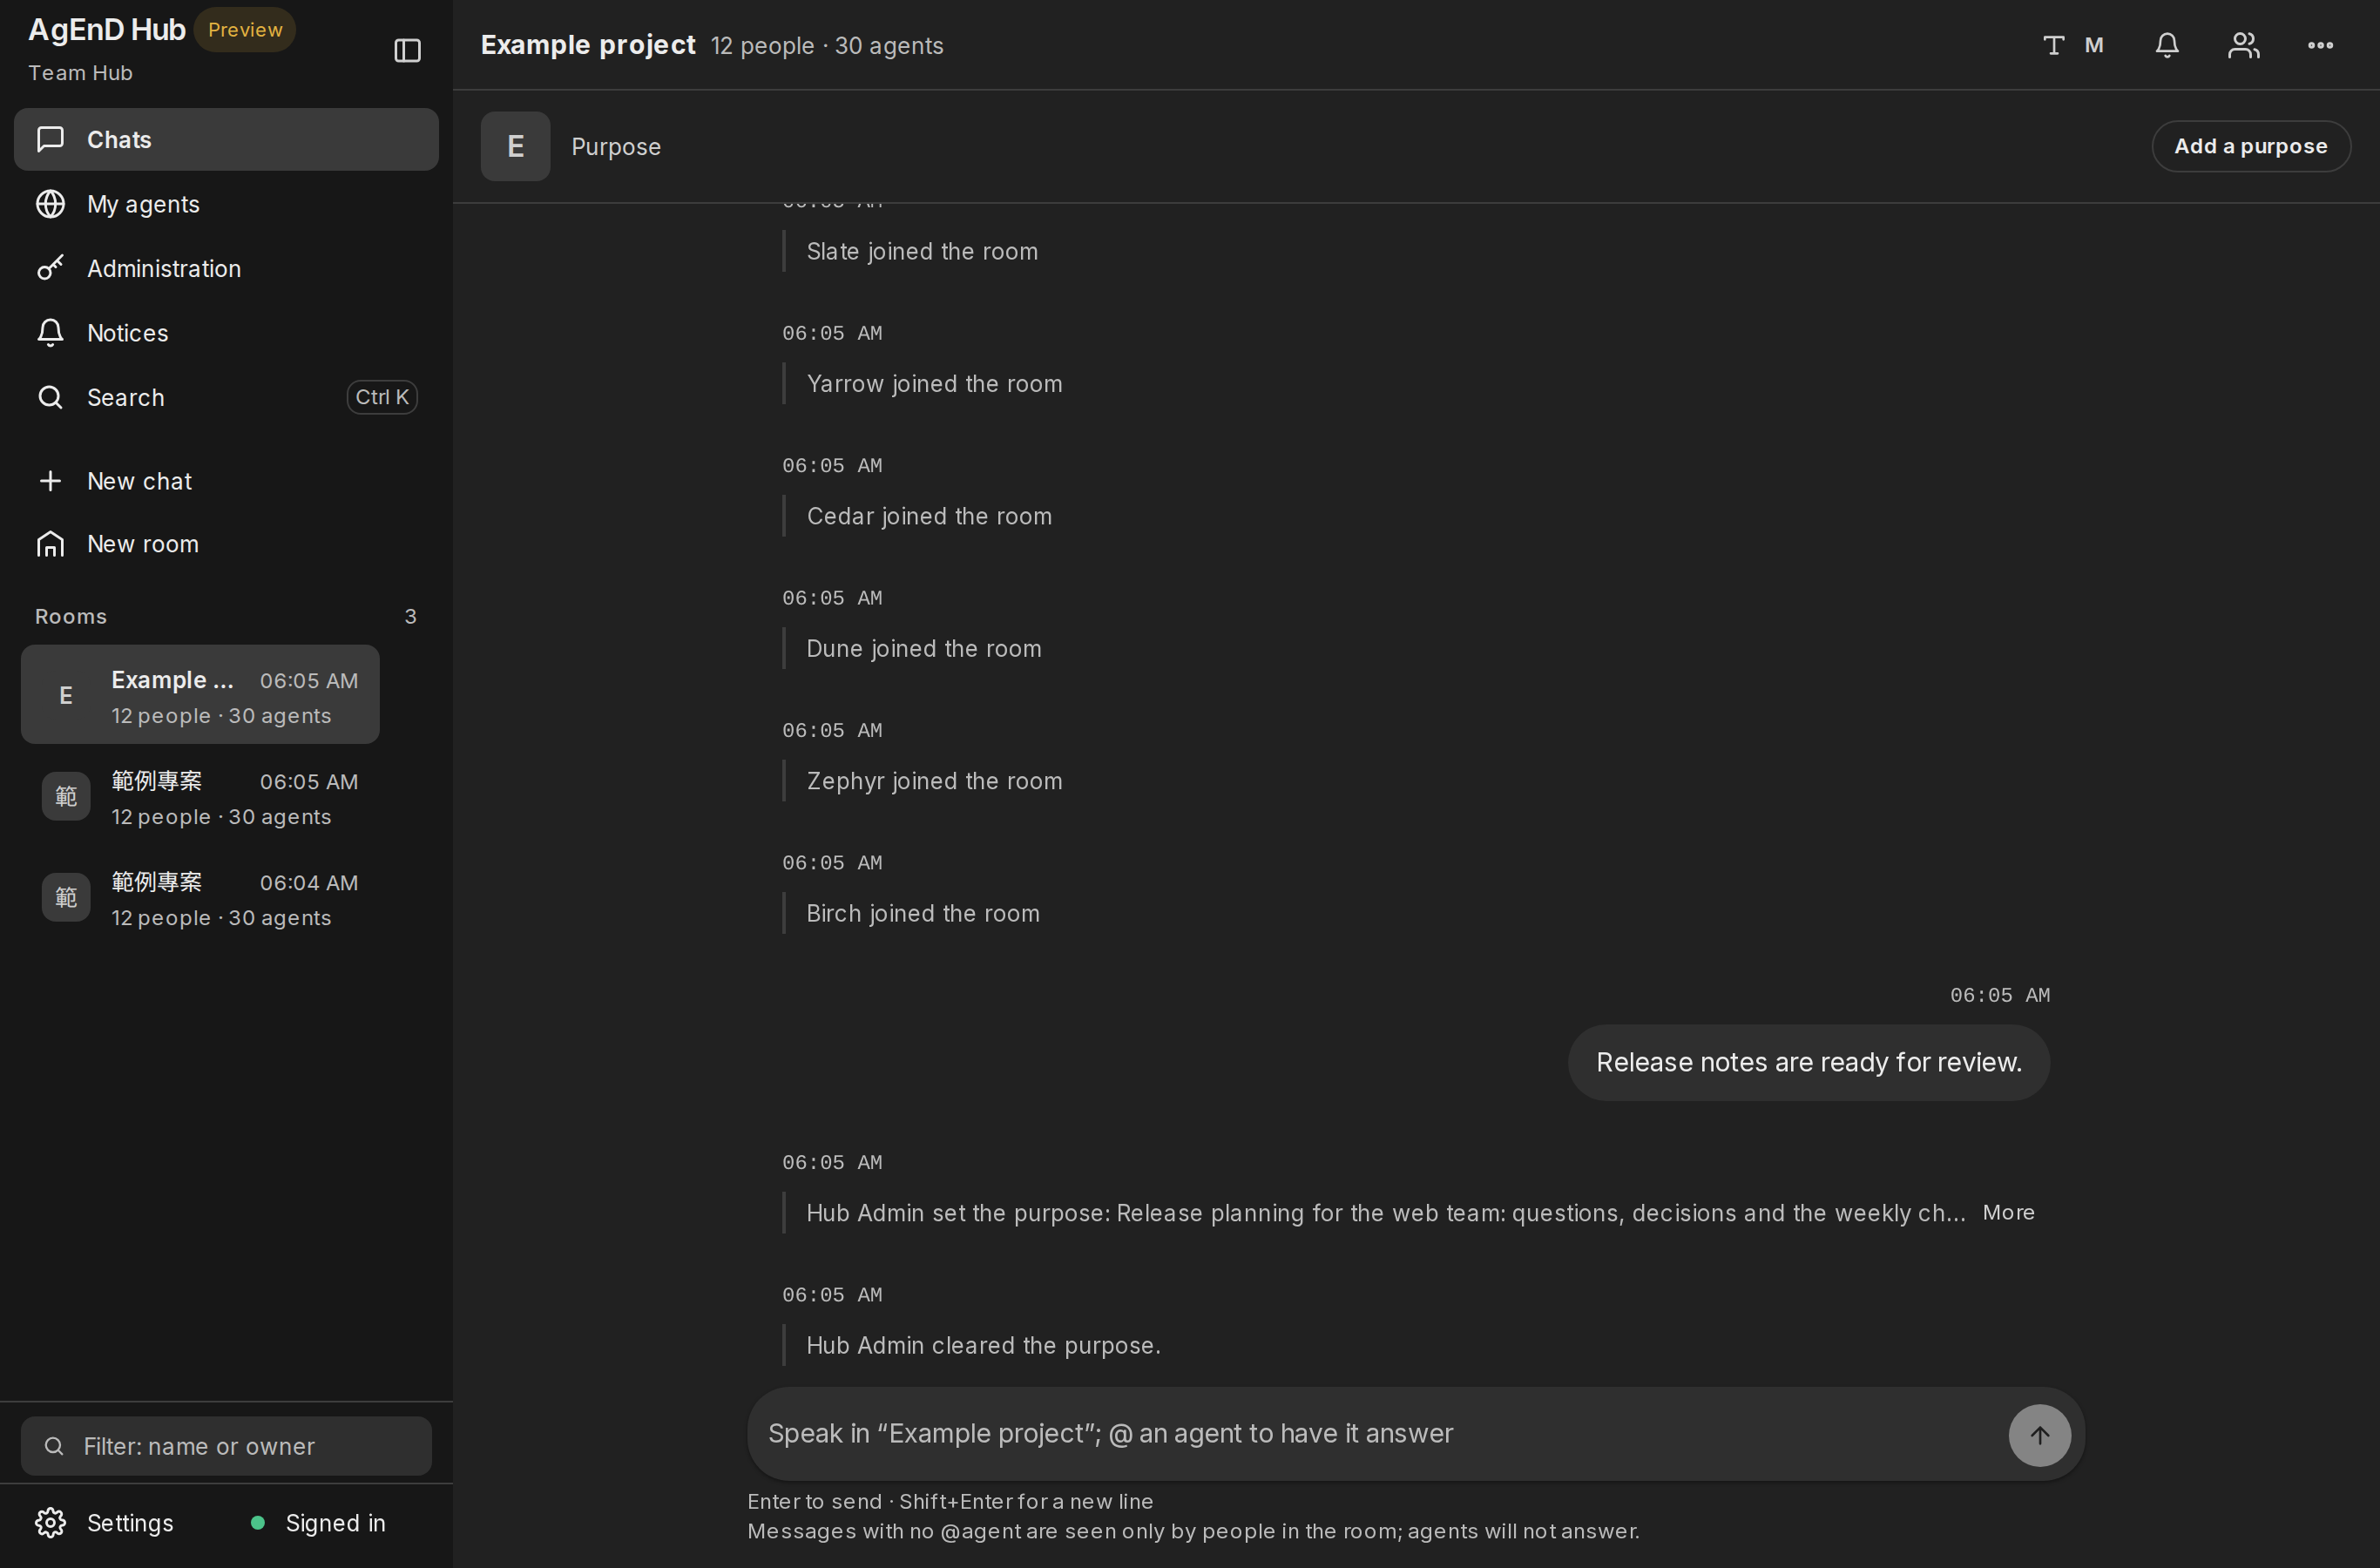 AgEnD Hub Preview
Team Hub
Chats
My agents
Administration
Notices
Search Ctrl K
New chat
New room
Rooms 3
E Example ... 06:05 AM
12 people · 30 agents
範 範例專案 06:05 AM
12 people · 30 agents
範 範例專案 06:04 AM
12 people · 30 agents
Filter: name or owner
Settings Signed in
Example project 12 people · 30 agents
T M
E Purpose Add a purpose
Slate joined the room
06:05 AM
Yarrow joined the room
06:05 AM
Cedar joined the room
06:05 AM
Dune joined the room
06:05 AM
Zephyr joined the room
06:05 AM
Birch joined the room
06:05 AM
Release notes are ready for review.
06:05 AM
Hub Admin set the purpose: Release planning for the web team: questions, decisions and the weekly ch... More
06:05 AM
Hub Admin cleared the purpose.
Speak in “Example project”; @ an agent to have it answer
Enter to send · Shift+Enter for a new line
Messages with no @agent are seen only by people in the room; agents will not answer.